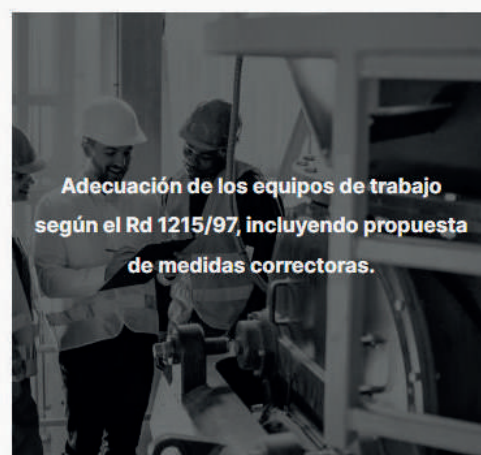 Adecuación de los equipos de trabajo
según el Rd 1215/97, incluyendo propuesta
de medidas correctoras.